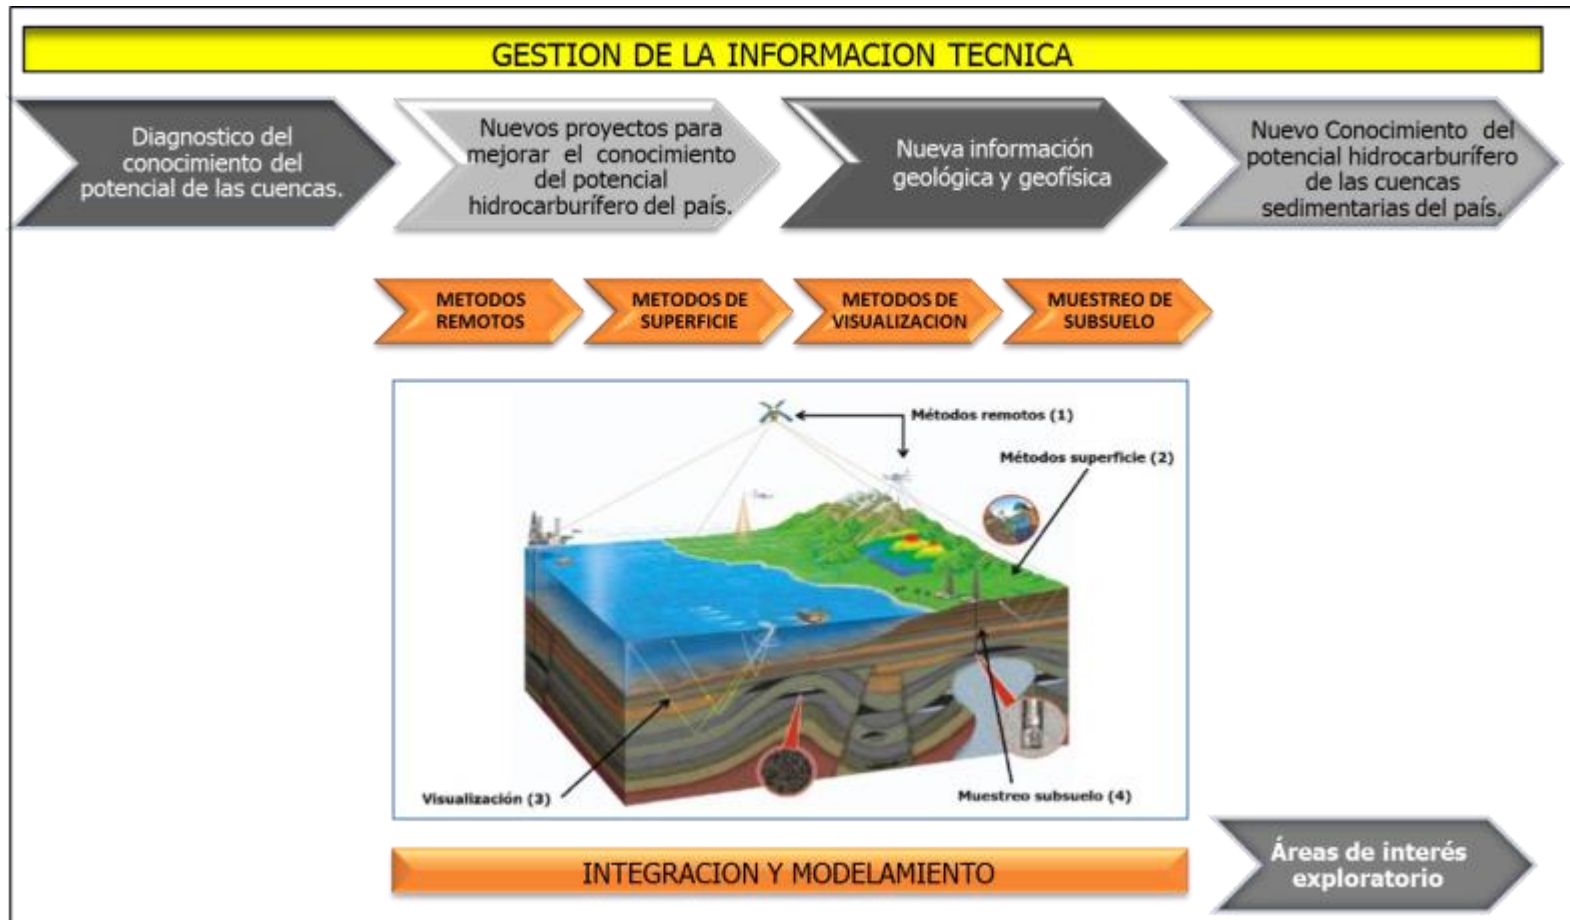 GESTION DE LA INFORMACION TECNICA
Diagnostico del
conocimiento del
potencial de las cuencas.
Nuevos proyectos para
mejorar el conocimiento
del potencial
hidrocarburífero del país.
Nueva información
geológica y geofísica
Nuevo Conocimiento del
potencial hidrocarburífero
de las cuencas
sedimentarias del país.
METODOS
REMOTOS
METODOS DE
SUPERFICIE
METODOS DE
VISUALIZACION
MUESTREO DE
SUBSUELO
Métodos remotos (1)
Métodos superficie (2)
Visualización (3)
Muestreo subsuelo (4)
INTEGRACION Y MODELAMIENTO
Áreas de interés
exploratorio